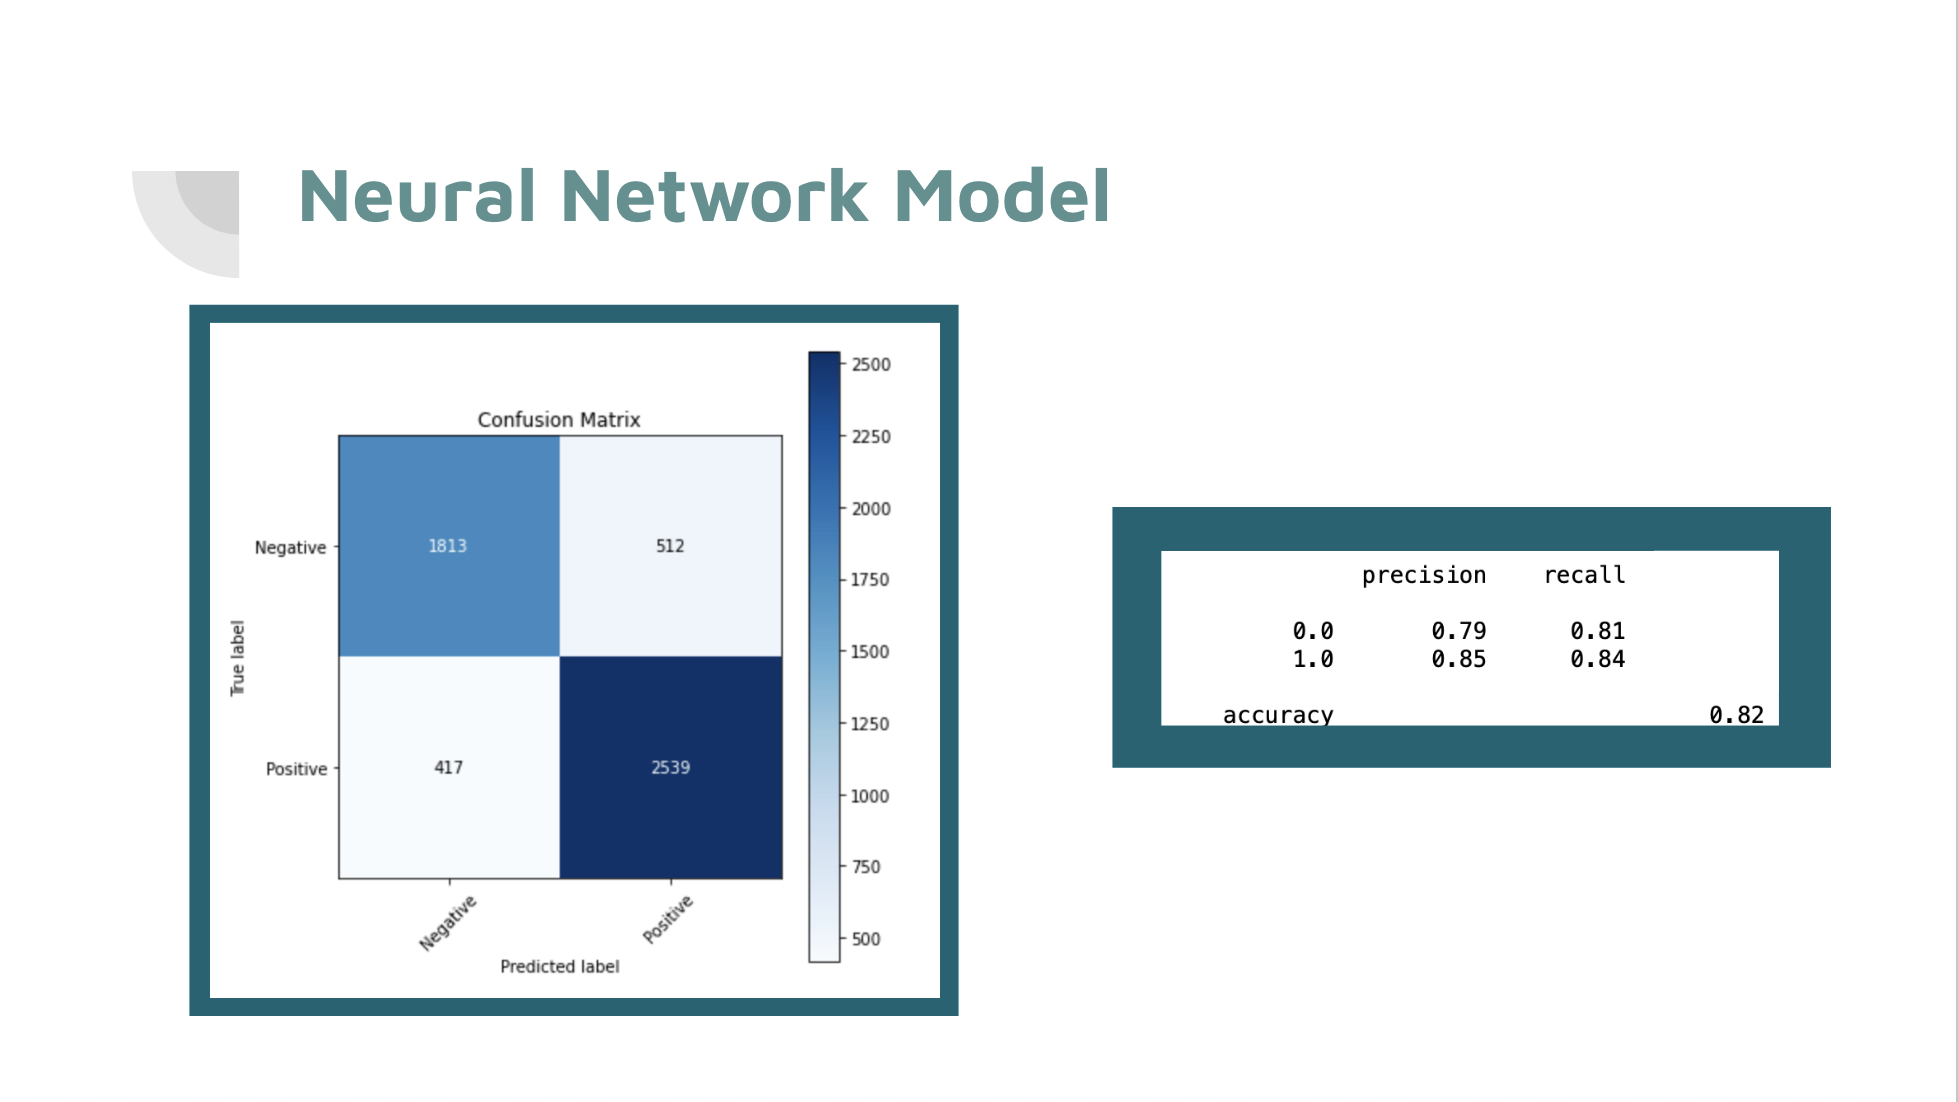 Neural Network Model
Confusion Matrix
True label
Negative
1813
512
Positive
417
2539
Negative
Positive
Predicted label
2500
2250
2000
1750
1500
1250
1000
750
500
precision recall
0.0 0.79 0.81
1.0 0.85 0.84
accuracy 0.82